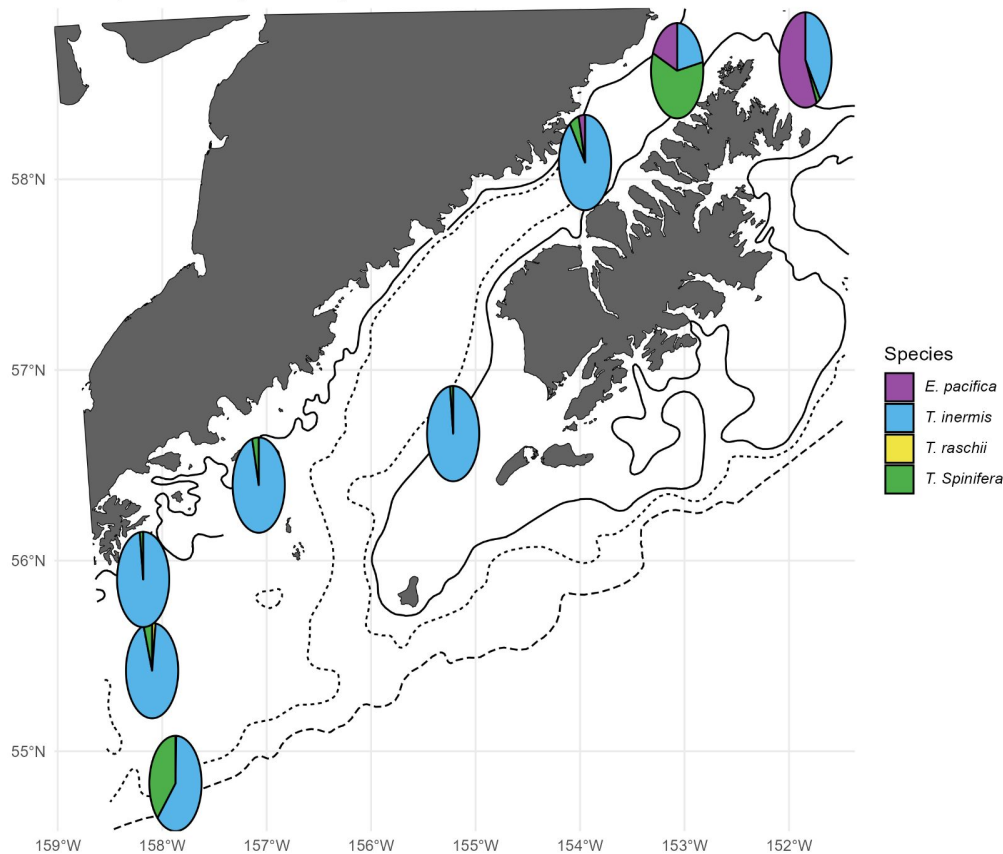 58°N
57°N
56°N
55°N
159°W 158°W 157°W 156°W 155°W 154°W 153°W 152°W
Species
E. pacifica
T. inermis
T. raschii
T. Spinifera